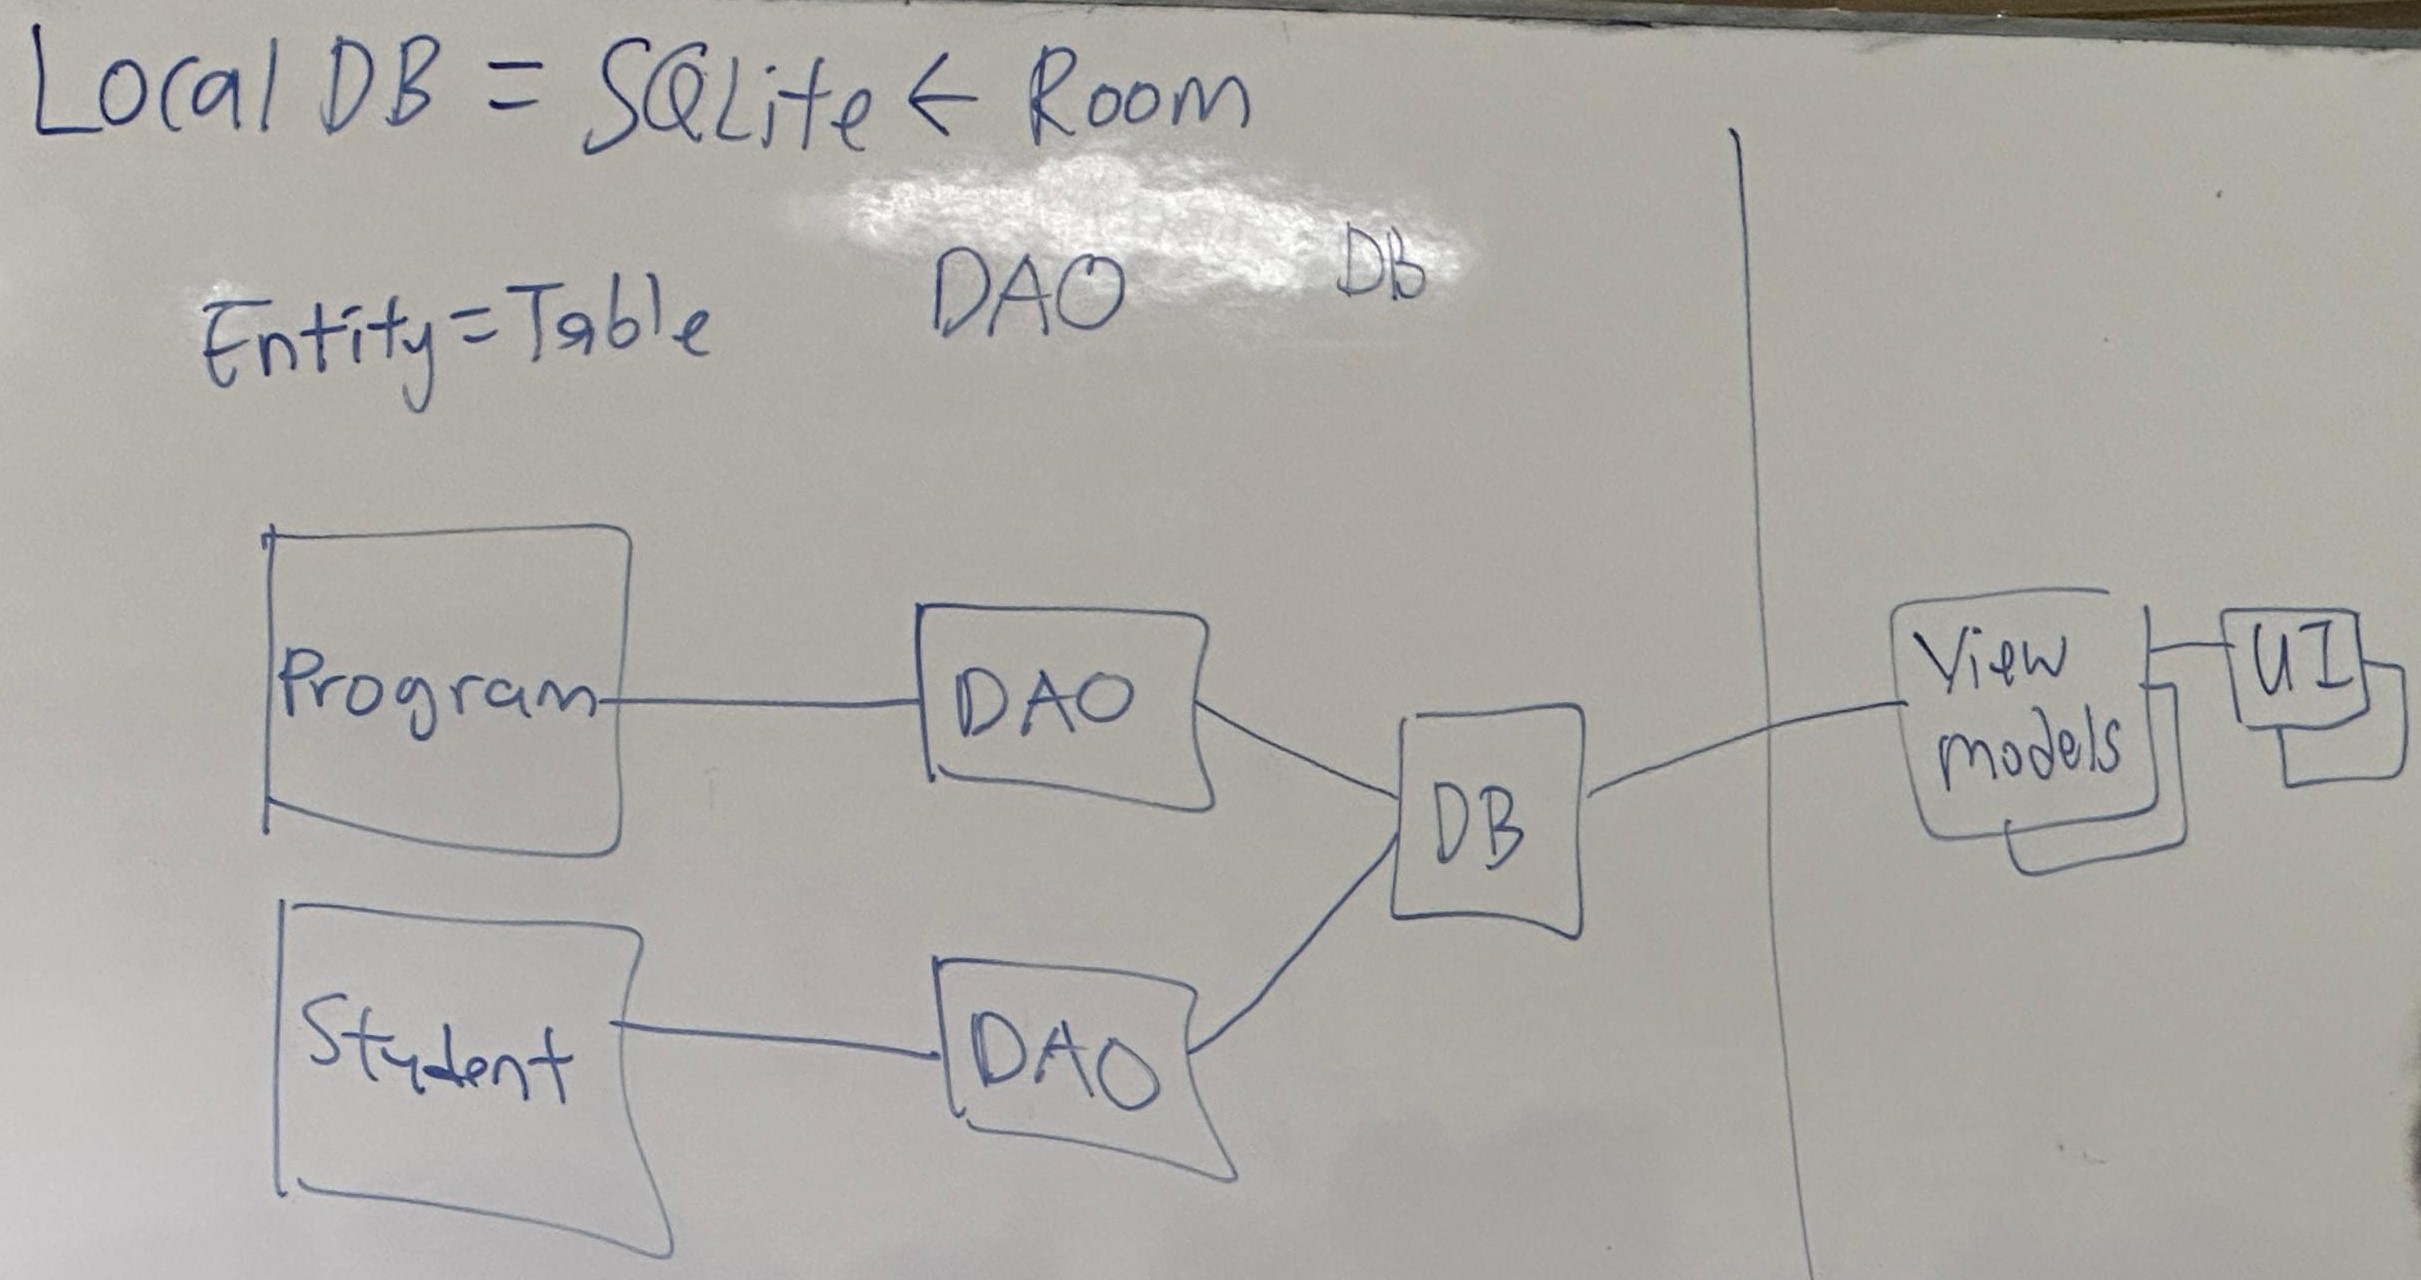 Local DB = SQLite ← Room
Entity = Table DAO DB
Program DAO
DB
View models
UI
Student DAO